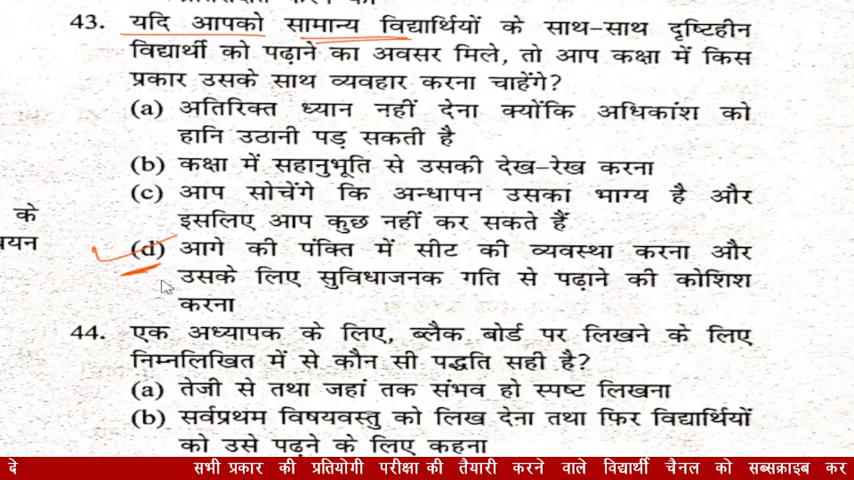 43. यदि आपको सामान्य विद्यार्थियों के साथ-साथ दृष्टिहीन
विद्यार्थी को पढ़ाने का अवसर मिले, तो आप कक्षा में किस
प्रकार उसके साथ व्यवहार करना चाहेंगे?
(a) अतिरिक्त ध्यान नहीं देना क्योंकि अधिकांश को
हानि उठानी पड़ सकती है
(b) कक्षा में सहानुभूति से उसकी देख-रेख करना
(c) आप सोचेंगे कि अन्धापन उसका भाग्य है और
इसलिए आप कुछ नहीं कर सकते हैं
(d) आगे की पंक्ति में सीट की व्यवस्था करना और
उसके लिए सुविधाजनक गति से पढ़ाने की कोशिश
करना
44. एक अध्यापक के लिए, ब्लैक बोर्ड पर लिखने के लिए
निम्नलिखित में से कौन सी पद्धति सही है?
(a) तेजी से तथा जहां तक संभव हो स्पष्ट लिखना
(b) सर्वप्रथम विषयवस्तु को लिख देना तथा फिर विद्यार्थियों
को उसे पढ़ने के लिए कहना
के
दे सभी प्रकार की प्रतियोगी परीक्षा की तैयारी करने वाले विद्यार्थी चैनल को सब्सक्राइब कर